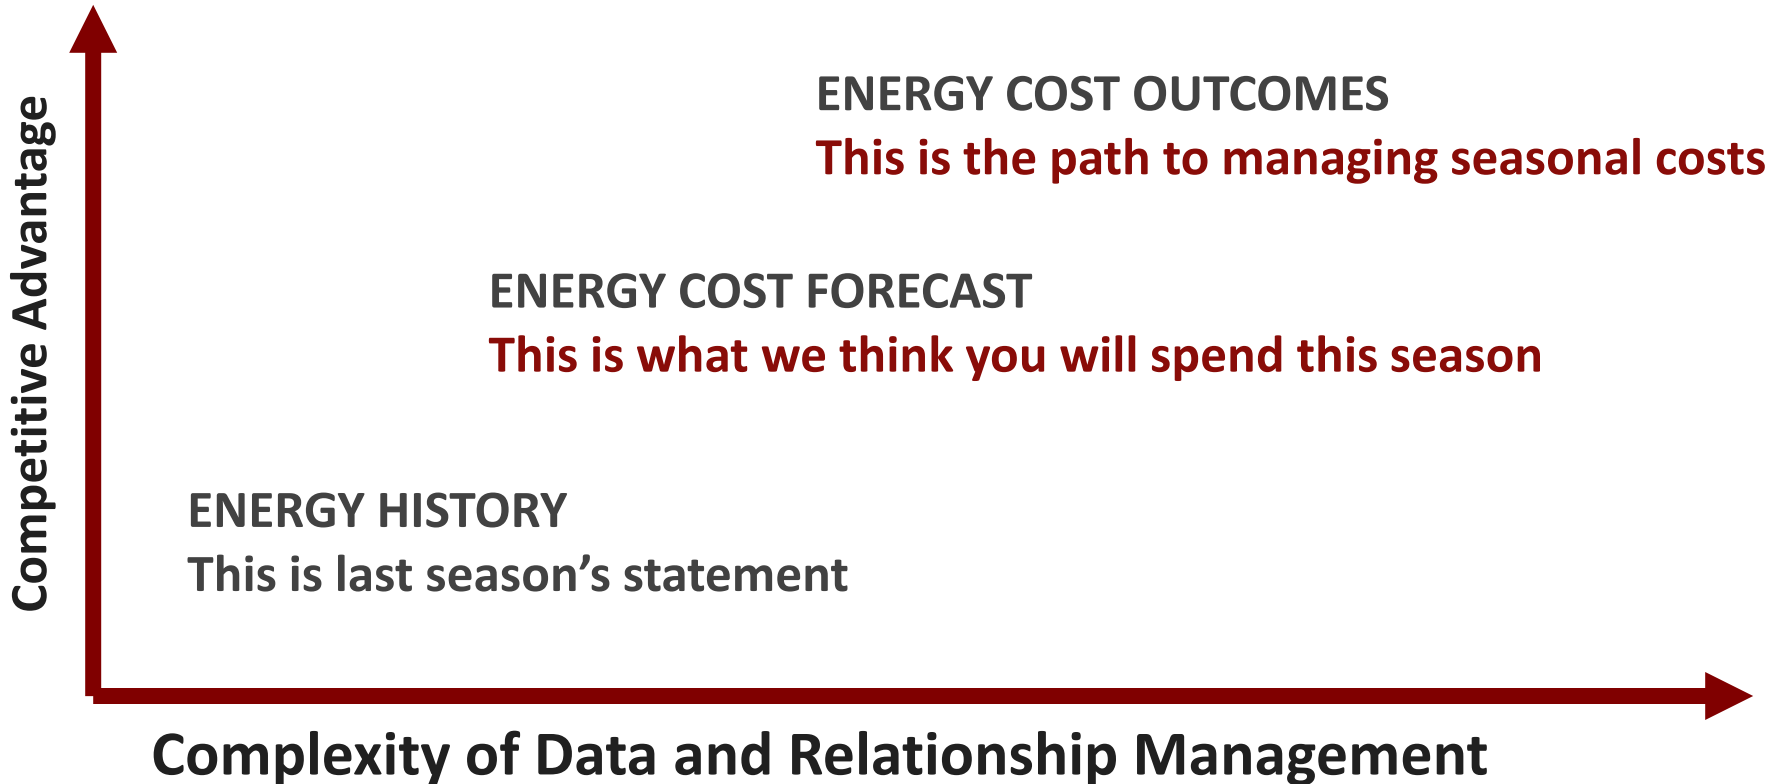 Competitive Advantage
ENERGY COST OUTCOMES
This is the path to managing seasonal costs
ENERGY COST FORECAST
This is what we think you will spend this season
ENERGY HISTORY
This is last season’s statement
Complexity of Data and Relationship Management